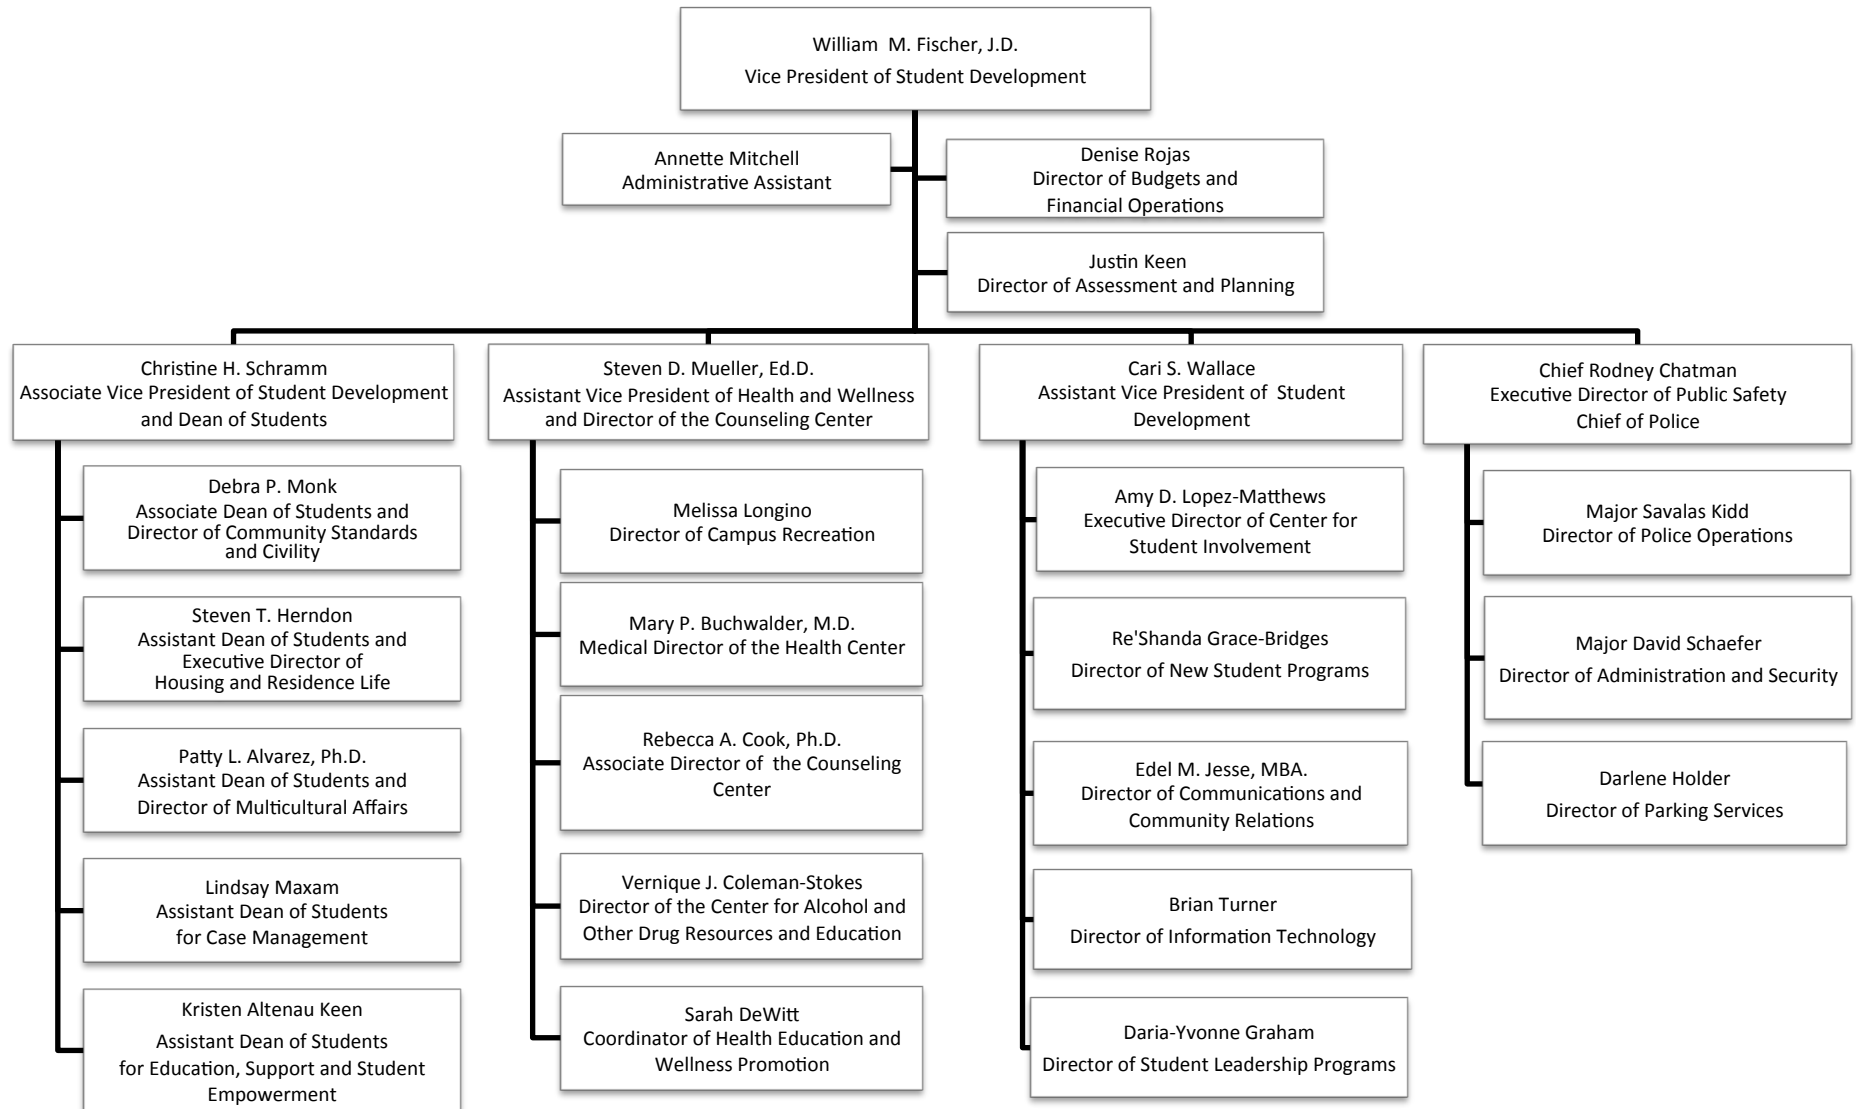 William  M. Fischer, J.D.
Vice President of Student Development
Annette Mitchell
Administrative Assistant
Denise Rojas
Director of Budgets and
Financial Operations
Justin Keen
Director of Assessment and Planning
Christine H. Schramm
Associate Vice President of Student Development
and Dean of Students
Debra P. Monk
Associate Dean of Students and
Director of Community Standards
and Civility
Steven T. Herndon
Assistant Dean of Students and
Executive Director of
Housing and Residence Life
Patty L. Alvarez, Ph.D.
Assistant Dean of Students and
Director of Multicultural Affairs
Lindsay Maxam
Assistant Dean of Students
for Case Management
Kristen Altenau Keen
Assistant Dean of Students
for Education, Support and Student
Empowerment
Steven D. Mueller, Ed.D.
Assistant Vice President of Health and Wellness
and Director of the Counseling Center
Melissa Longino
Director of Campus Recreation
Mary P. Buchwalder, M.D.
Medical Director of the Health Center
Rebecca A. Cook, Ph.D.
Associate Director of  the Counseling
Center
Vernique J. Coleman-Stokes
Director of the Center for Alcohol and
Other Drug Resources and Education
Sarah DeWitt
Coordinator of Health Education and
Wellness Promotion
Cari S. Wallace
Assistant Vice President of  Student
Development
Amy D. Lopez-Matthews
Executive Director of Center for
Student Involvement
Re'Shanda Grace-Bridges
Director of New Student Programs
Edel M. Jesse, MBA.
Director of Communications and
Community Relations
Brian Turner
Director of Information Technology
Daria-Yvonne Graham
Director of Student Leadership Programs
Chief Rodney Chatman
Executive Director of Public Safety
Chief of Police
Major Savalas Kidd
Director of Police Operations
Major David Schaefer
Director of Administration and Security
Darlene Holder
Director of Parking Services